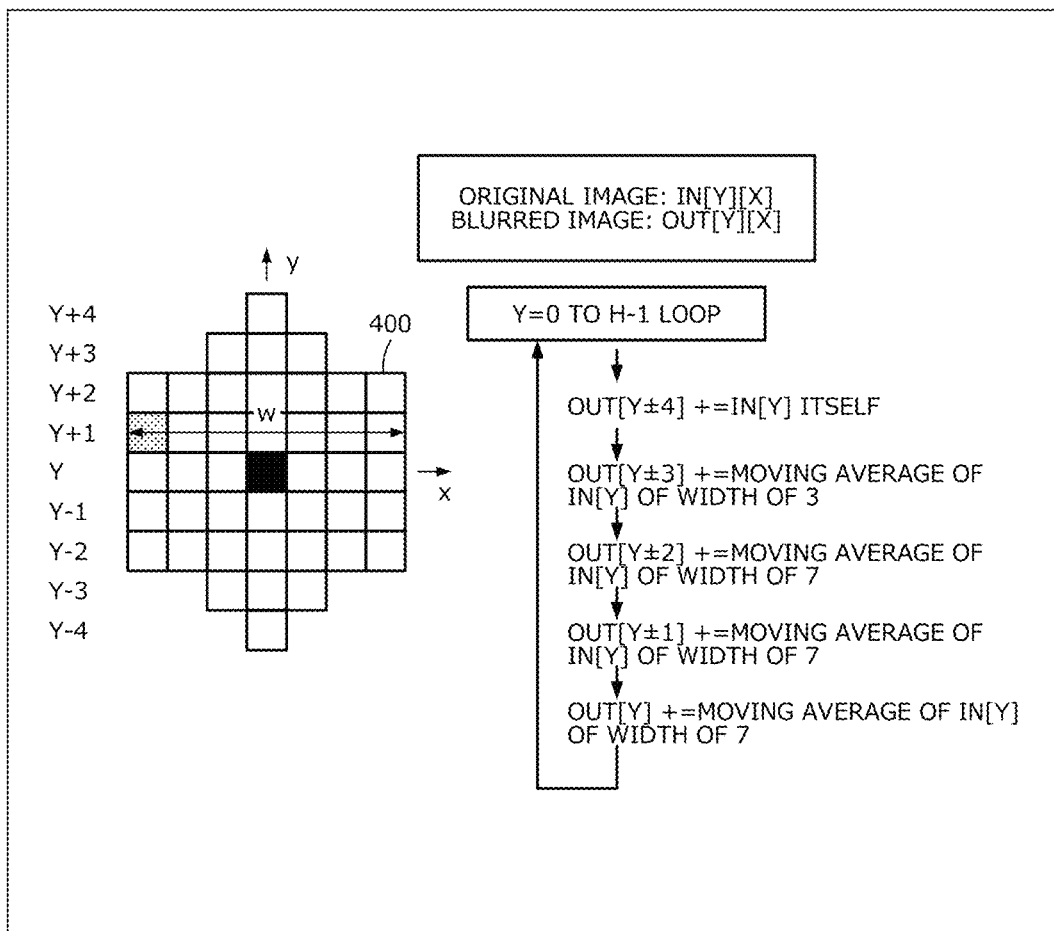 ORIGINAL IMAGE: IN[Y][X]
BLURRED IMAGE: OUT[Y][X]
y
Y+4
Y+3
Y+2
Y+1
Y
Y-1
Y-2
Y-3
Y-4
400
W
x
Y=0 TO H-1 LOOP
OUT[Y±4] +=IN[Y] ITSELF
OUT[Y±3] +=MOVING AVERAGE OF
IN[Y] OF WIDTH OF 3
OUT[Y±2] +=MOVING AVERAGE OF
IN[Y] OF WIDTH OF 7
OUT[Y±1] +=MOVING AVERAGE OF
IN[Y] OF WIDTH OF 7
OUT[Y] +=MOVING AVERAGE OF IN[Y]
OF WIDTH OF 7